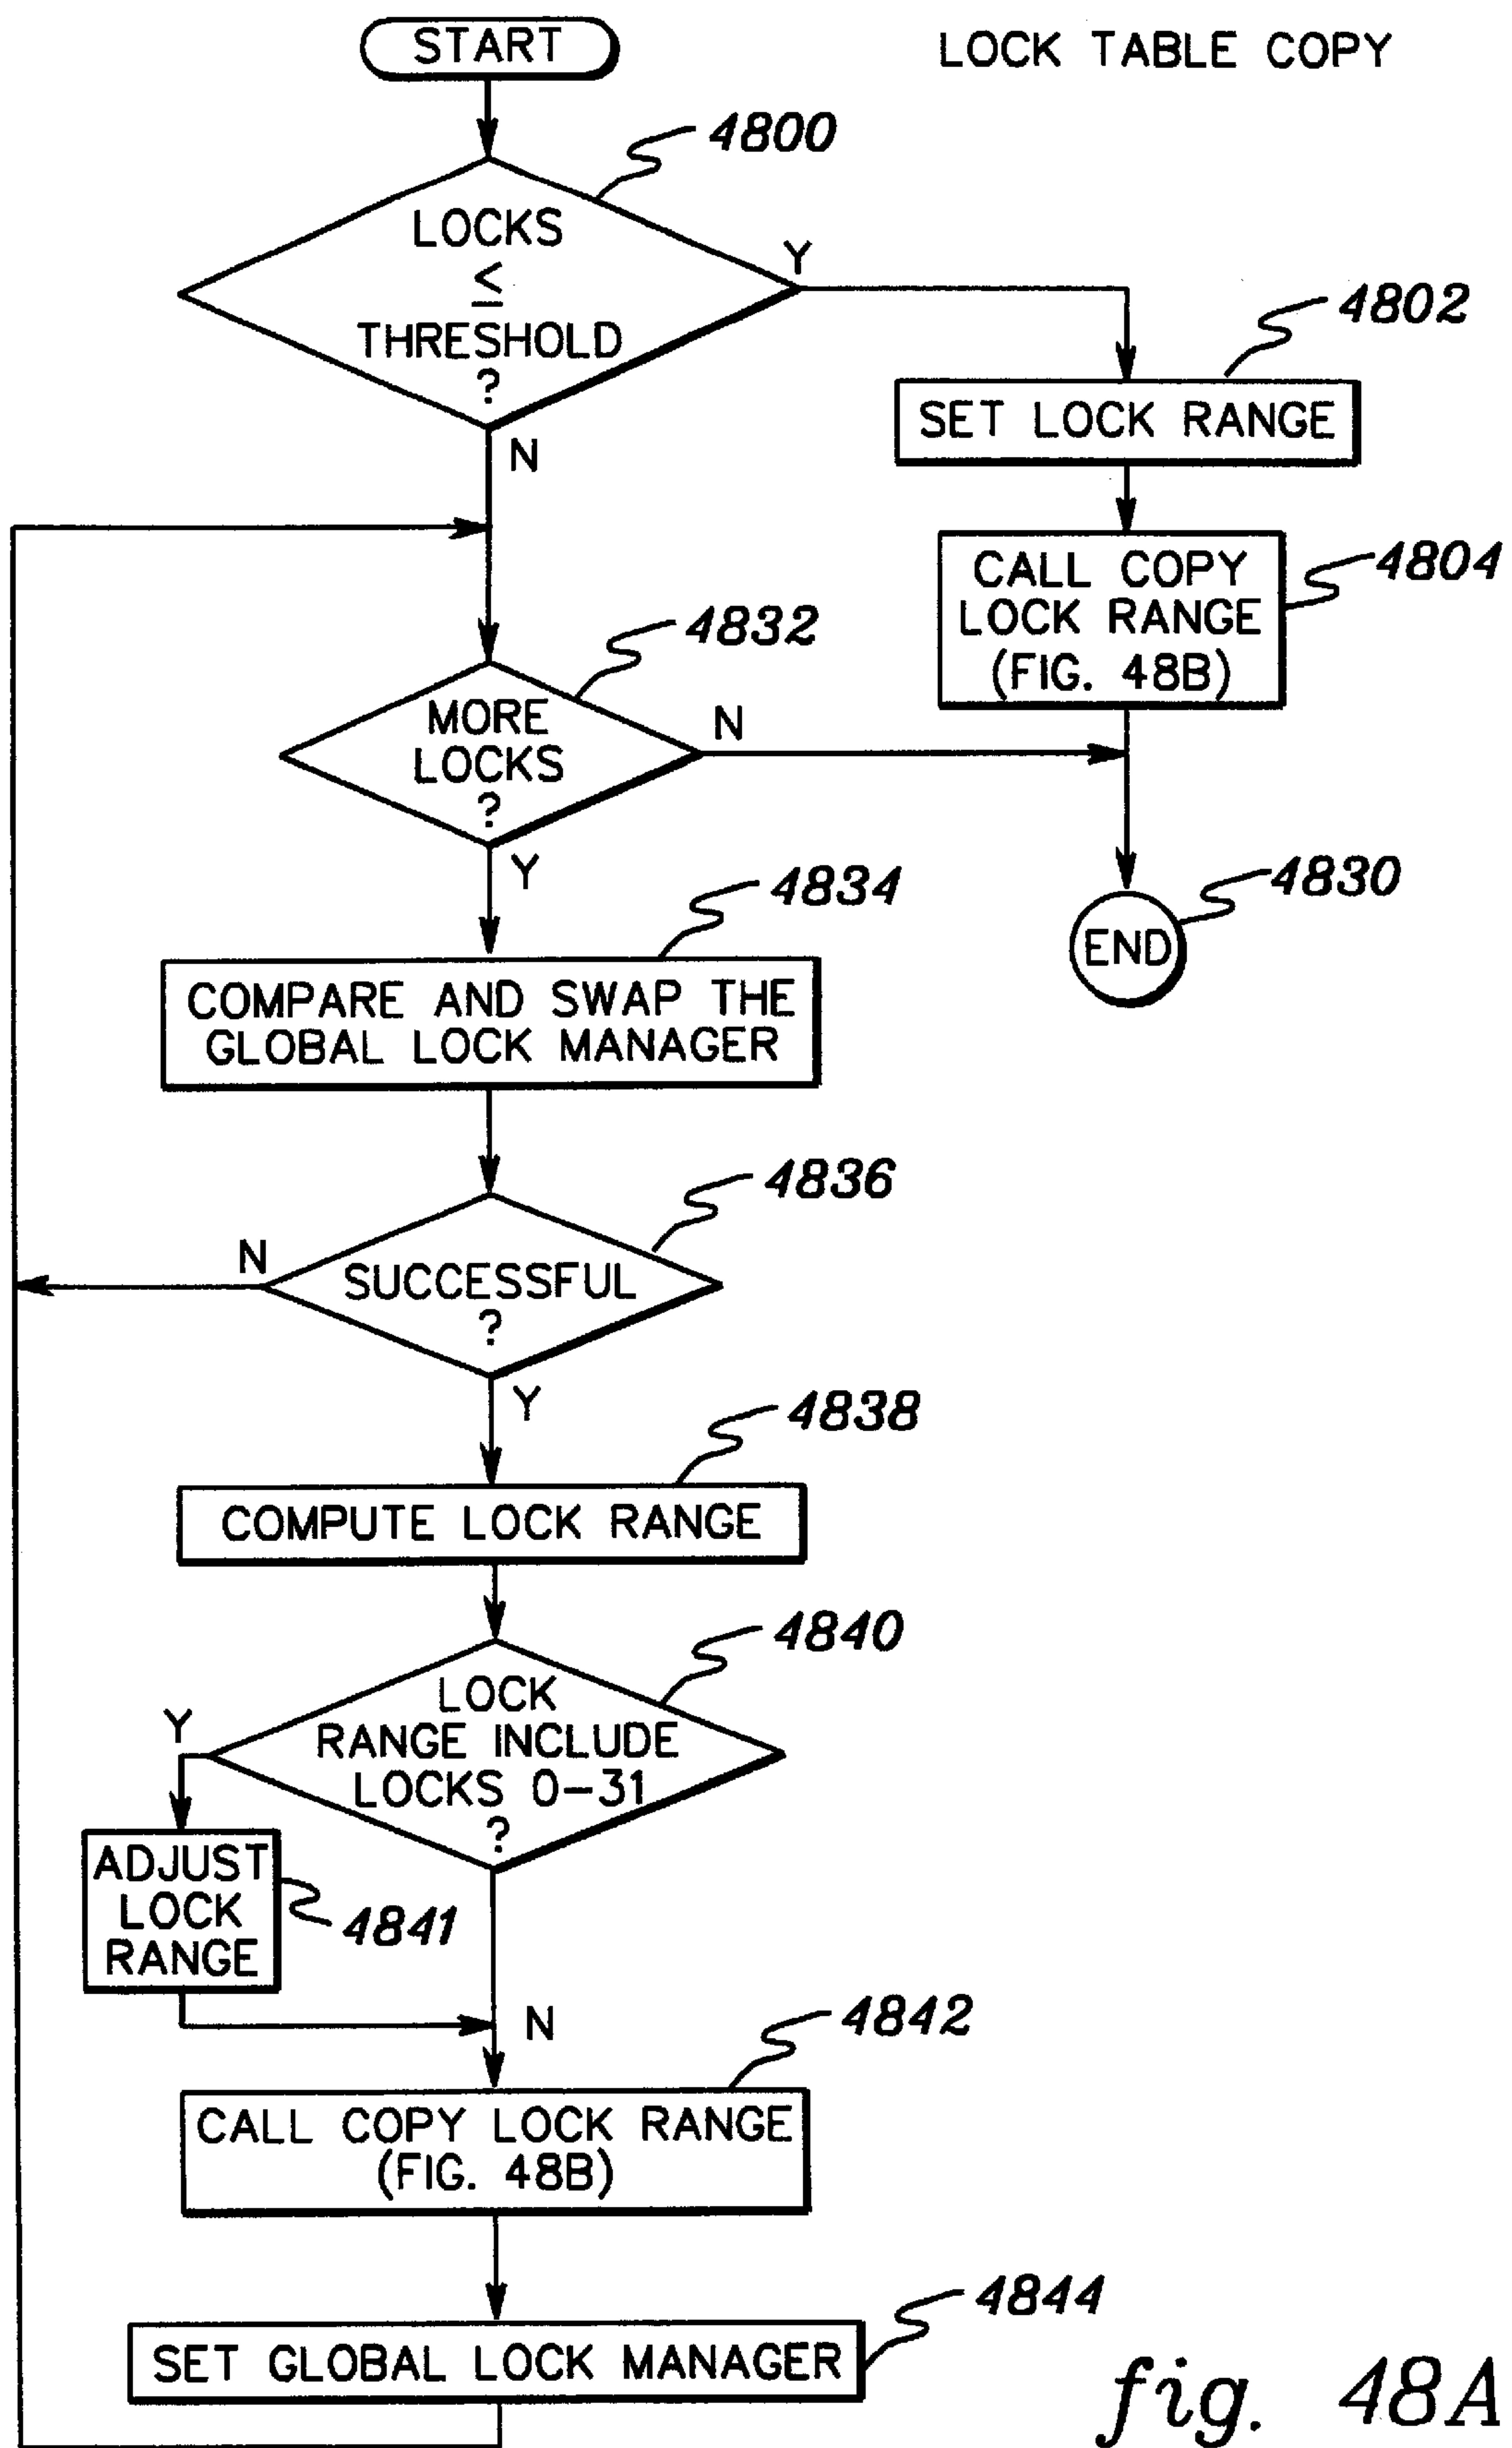 START
LOCK TABLE COPY
4800
LOCKS
≤
THRESHOLD
?
Y
N
4802
SET LOCK RANGE
4804
CALL COPY
LOCK RANGE
(FIG. 48B)
4832
MORE
LOCKS
?
N
Y
4830
END
4834
COMPARE AND SWAP THE
GLOBAL LOCK MANAGER
4836
N
SUCCESSFUL
?
Y
4838
COMPUTE LOCK RANGE
4840
Y
LOCK
RANGE INCLUDE
LOCKS 0-31
?
ADJUST
LOCK
RANGE
4841
N
4842
CALL COPY LOCK RANGE
(FIG. 48B)
4844
SET GLOBAL LOCK MANAGER
fig. 48A